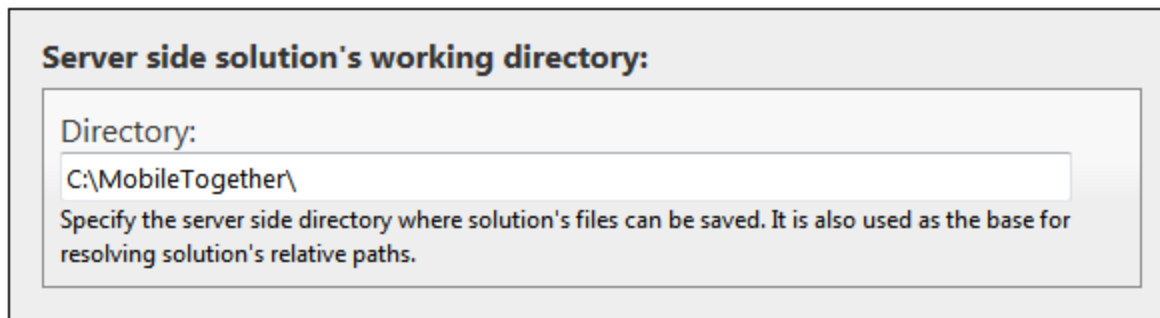 Server side solution's working directory:
Directory:
C:\MobileTogether\
Specify the server side directory where solution's files can be saved. It is also used as the base for
resolving solution's relative paths.